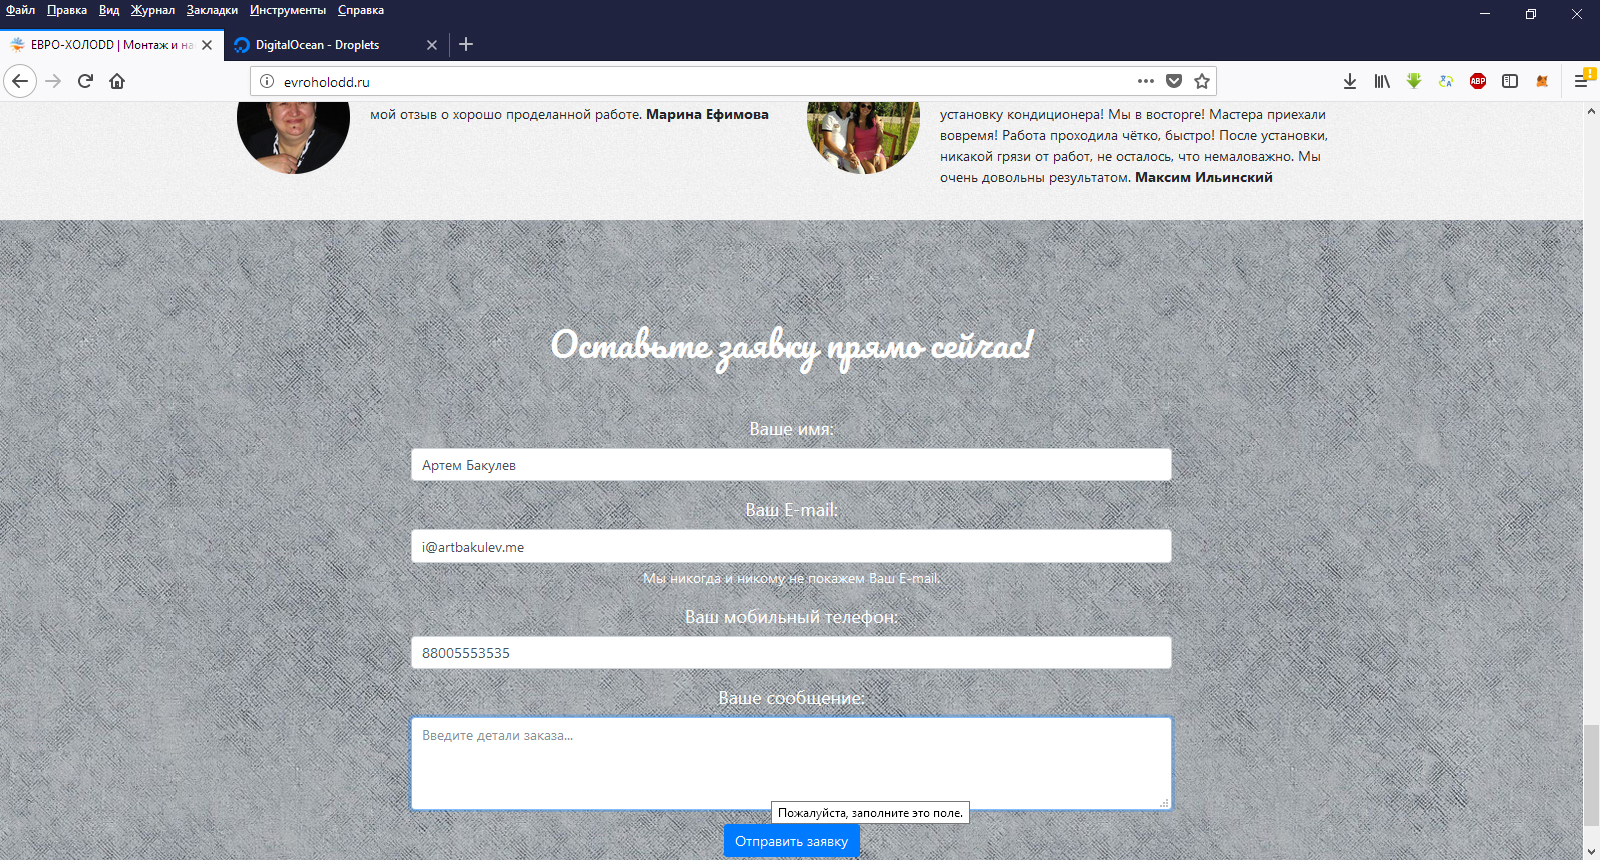 Файл Правка Вид Журнал Закладки Инструменты Справка
ЕВРО-ХОЛОDD | Монтаж и на
DigitalOcean - Droplets
evroholodd.ru
ABP
мой отзыв о хорошо проделанной работе. Марина Ефимова
установку кондиционера! Мы в восторге! Мастера приехали
вовремя! Работа проходила чётко, быстро! После установки,
никакой грязи от работ, не осталось, что немаловажно. Мы
очень довольны результатом. Максим Ильинский
Оставьте заявку прямо сейчас!
Ваше имя:
Артем Бакулев
Ваш E-mail:
i@artbakulev.me
Мы никогда и никому не покажем Ваш E-mail.
Ваш мобильный телефон:
88005553535
Ваше сообщение:
Введите детали заказа...
Пожалуйста, заполните это поле.
Отправить заявку